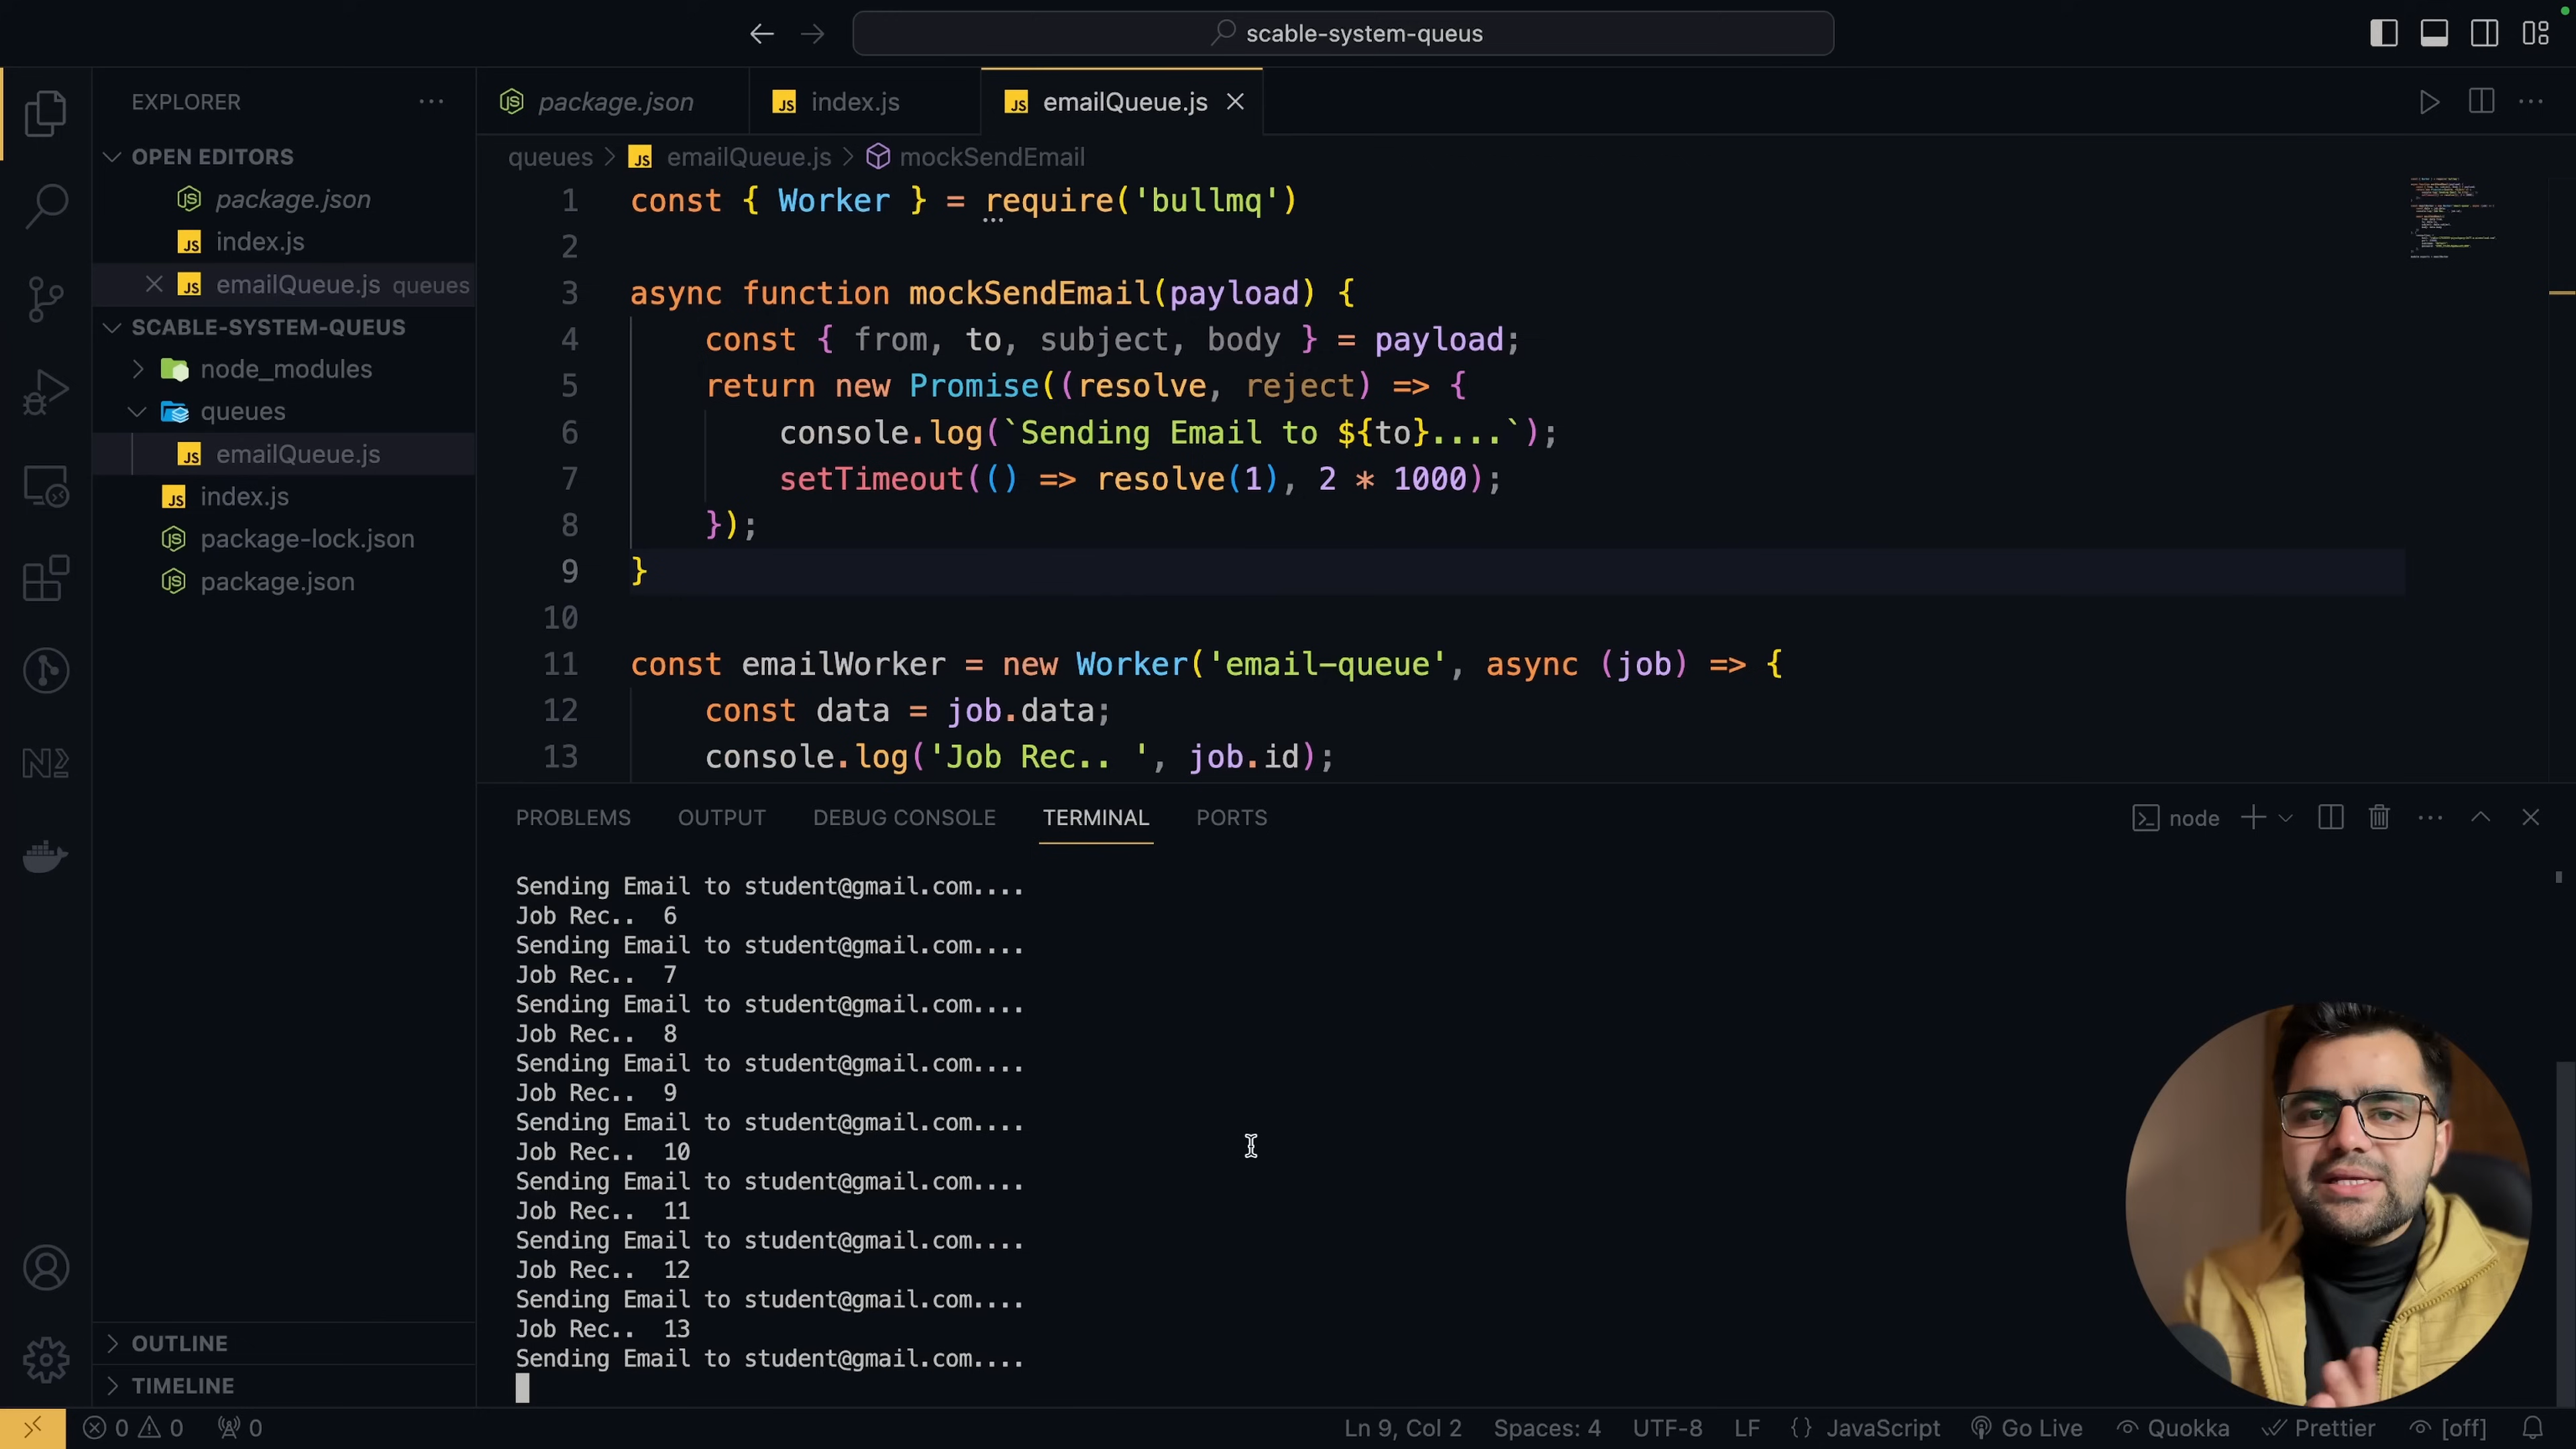 scable-system-queus
EXPLORER
package.json
index.js
emailQueue.js
OPEN EDITORS
package.json
index.js
emailQueue.js queues
SCABLE-SYSTEM-QUEUS
node_modules
queues
emailQueue.js
index.js
package-lock.json
package.json
OUTLINE
TIMELINE
queues > emailQueue.js > mockSendEmail
1 const { Worker } = require('bullmq')
2
3 async function mockSendEmail(payload) {
4 const { from, to, subject, body } = payload;
5 return new Promise((resolve, reject) => {
6 console.log(`Sending Email to ${to}....`);
7 setTimeout(() => resolve(1), 2 * 1000);
8 });
9 }
10
11 const emailWorker = new Worker('email-queue', async (job) => {
12 const data = job.data;
13 console.log('Job Rec.. ', job.id);
PROBLEMS OUTPUT DEBUG CONSOLE TERMINAL PORTS
node
Sending Email to student@gmail.com....
Job Rec.. 6
Sending Email to student@gmail.com....
Job Rec.. 7
Sending Email to student@gmail.com....
Job Rec.. 8
Sending Email to student@gmail.com....
Job Rec.. 9
Sending Email to student@gmail.com....
Job Rec.. 10
Sending Email to student@gmail.com....
Job Rec.. 11
Sending Email to student@gmail.com....
Job Rec.. 12
Sending Email to student@gmail.com....
Job Rec.. 13
Sending Email to student@gmail.com....
0 0 0 Ln 9, Col 2 Spaces: 4 UTF-8 LF {} JavaScript Go Live Quokka Prettier [off]